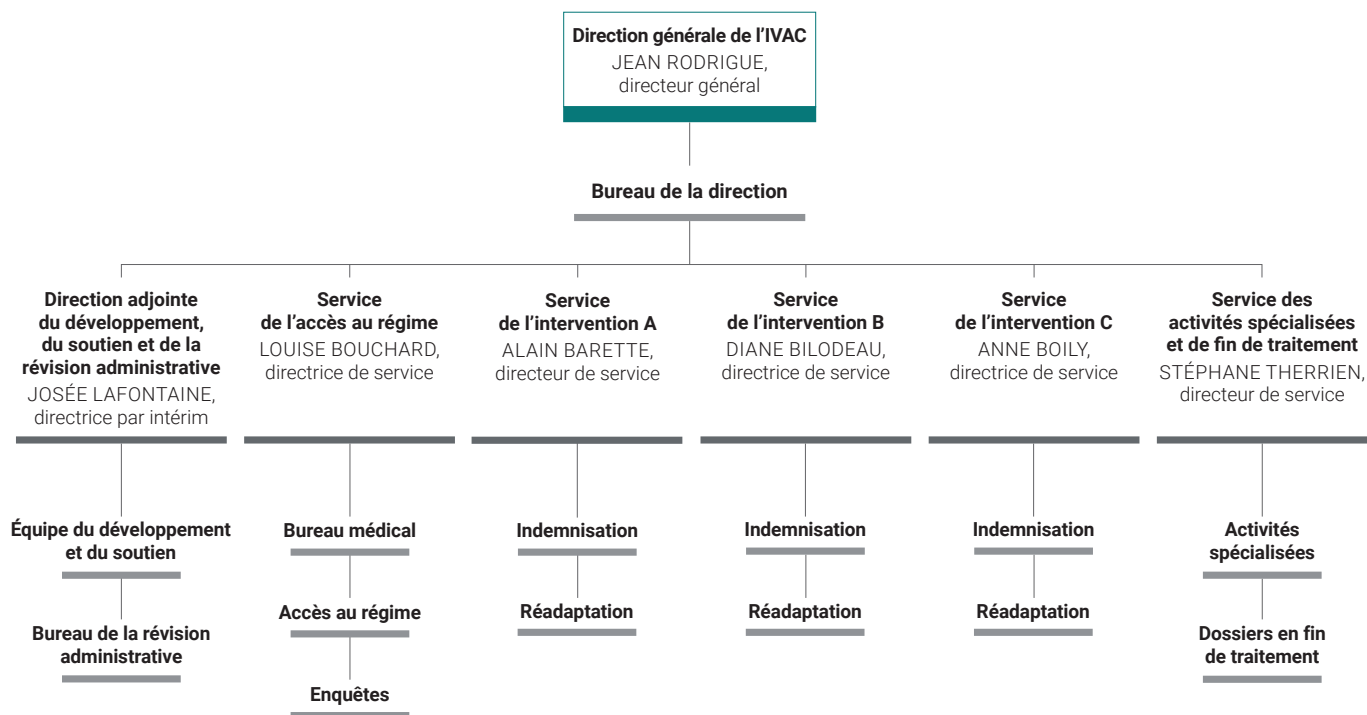 Direction générale de l’IVAC
JEAN RODRIGUE,
directeur général
Bureau de la direction
Direction adjointe
du développement,
du soutien et de la
révision administrative
JOSÉE LAFONTAINE,
directrice par intérim
Service
de l’accès au régime
LOUISE BOUCHARD,
directrice de service
Service
de l’intervention A
ALAIN BARETTE,
directeur de service
Service
de l’intervention B
DIANE BILODEAU,
directrice de service
Service
de l’intervention C
ANNE BOILY,
directrice de service
Service des
activités spécialisées
et de fin de traitement
STÉPHANE THERRIEN,
directeur de service
Équipe du développement
et du soutien
Bureau de la révision
administrative
Bureau médical
Accès au régime
Enquêtes
Indemnisation
Réadaptation
Indemnisation
Réadaptation
Indemnisation
Réadaptation
Activités
spécialisées
Dossiers en fin
de traitement